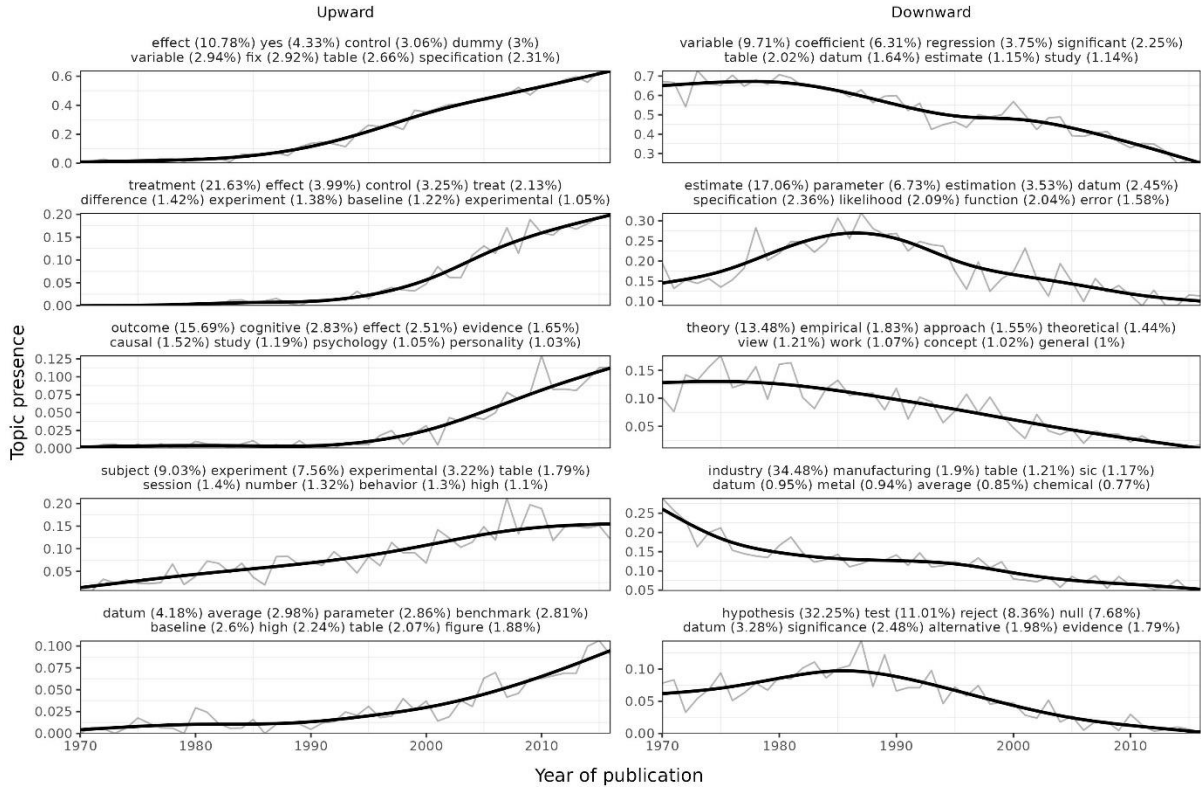 Upward
effect (10.78%) yes (4.33%) control (3.06%) dummy (3%)
variable (2.94%) fix (2.92%) table (2.66%) specification (2.31%)
0.6
0.4
0.2
0.0
treatment (21.63%) effect (3.99%) control (3.25%) treat (2.13%)
difference (1.42%) experiment (1.38%) baseline (1.22%) experimental (1.05%)
0.20
0.15
0.10
0.05
0.00
outcome (15.69%) cognitive (2.83%) effect (2.51%) evidence (1.65%)
causal (1.52%) study (1.19%) psychology (1.05%) personality (1.03%)
0.125
0.100
0.075
0.050
0.025
0.000
subject (9.03%) experiment (7.56%) experimental (3.22%) table (1.79%)
session (1.4%) number (1.32%) behavior (1.3%) high (1.1%)
0.20
0.15
0.10
0.05
datum (4.18%) average (2.98%) parameter (2.86%) benchmark (2.81%)
baseline (2.6%) high (2.24%) table (2.07%) figure (1.88%)
0.100
0.075
0.050
0.025
0.000
1970 1980 1990 2000 2010
Downward
variable (9.71%) coefficient (6.31%) regression (3.75%) significant (2.25%)
table (2.02%) datum (1.64%) estimate (1.15%) study (1.14%)
0.7
0.6
0.5
0.4
0.3
estimate (17.06%) parameter (6.73%) estimation (3.53%) datum (2.45%)
specification (2.36%) likelihood (2.09%) function (2.04%) error (1.58%)
0.30
0.25
0.20
0.15
0.10
theory (13.48%) empirical (1.83%) approach (1.55%) theoretical (1.44%)
view (1.21%) work (1.07%) concept (1.02%) general (1%)
0.15
0.10
0.05
industry (34.48%) manufacturing (1.9%) table (1.21%) sic (1.17%)
datum (0.95%) metal (0.94%) average (0.85%) chemical (0.77%)
0.25
0.20
0.15
0.10
0.05
hypothesis (32.25%) test (11.01%) reject (8.36%) null (7.68%)
datum (3.28%) significance (2.48%) alternative (1.98%) evidence (1.79%)
0.10
0.05
0.00
1970 1980 1990 2000 2010
Topic presence
Year of publication